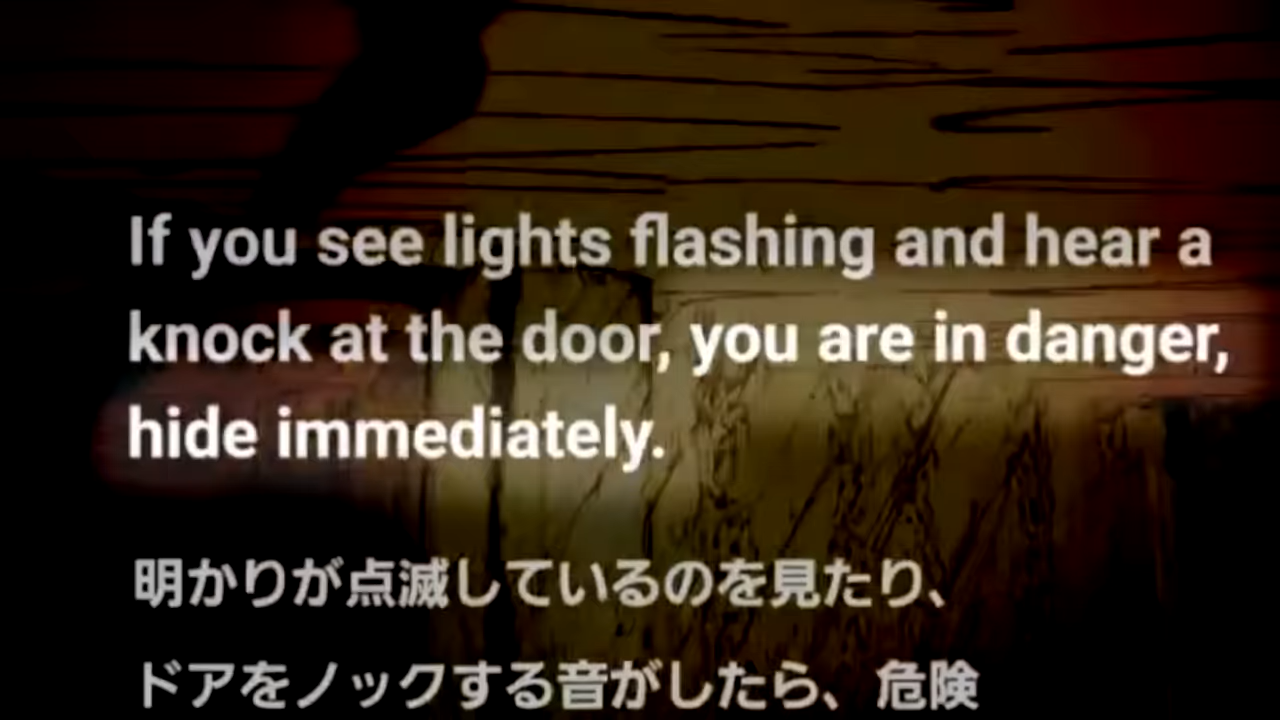 If you see lights flashing and hear a
knock at the door, you are in danger,
hide immediately.
明かりが点滅しているのを見たり、
ドアをノックする音がしたら、危険